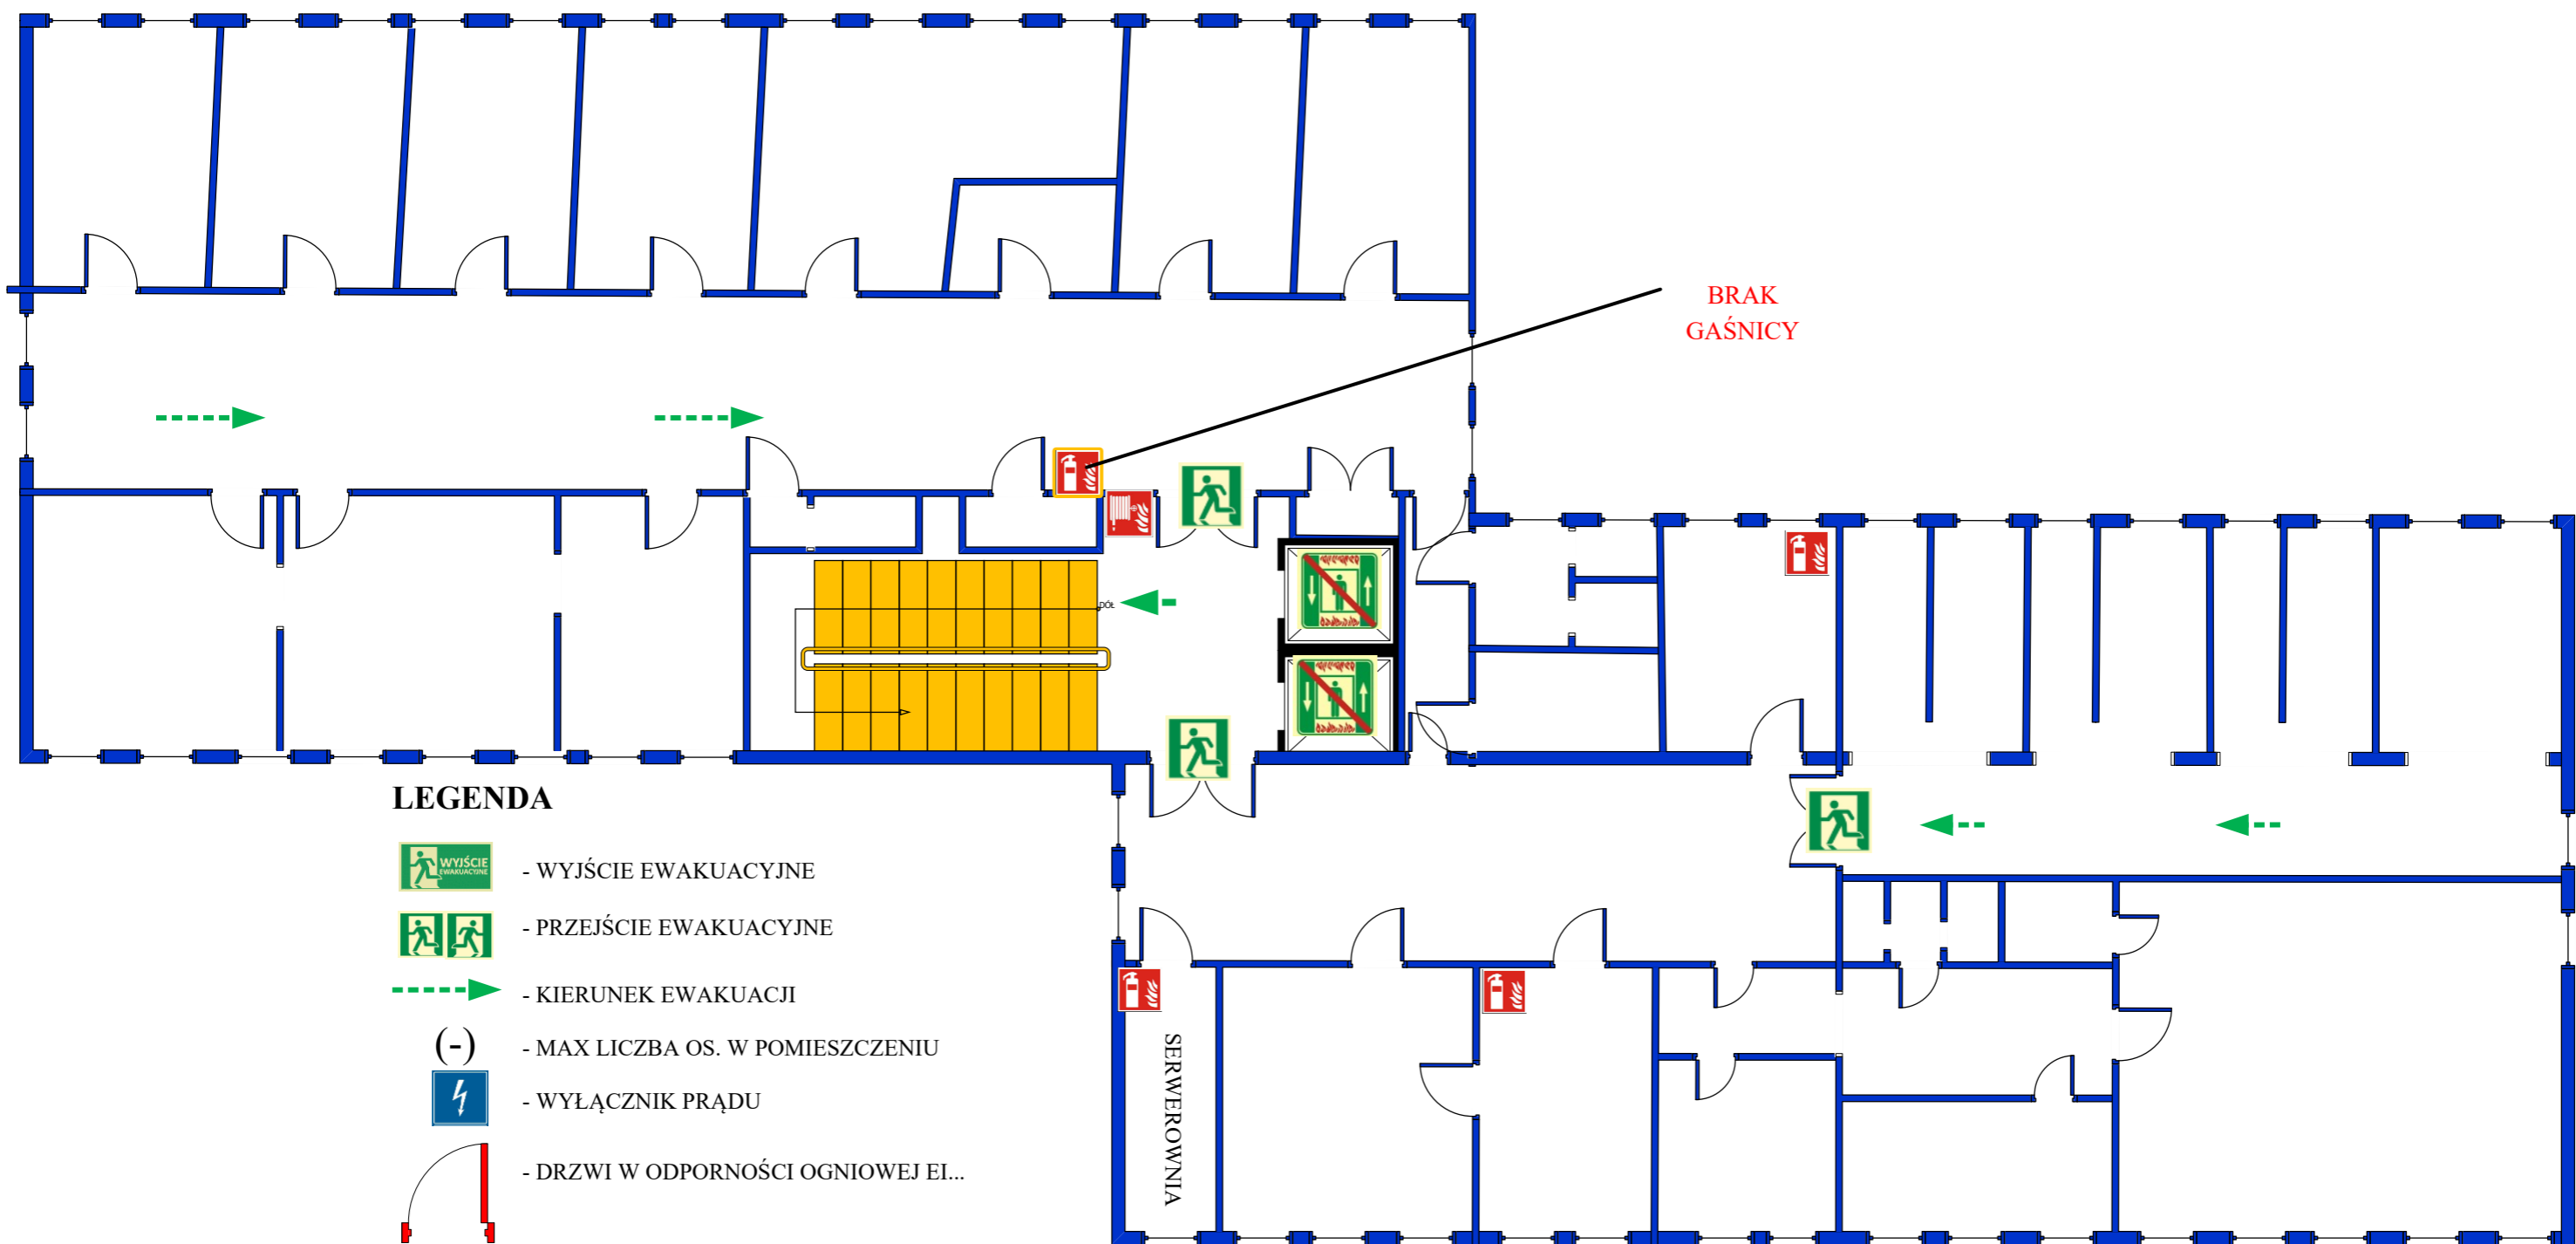 BRAK
GAŚNICY
DÓŁ
LEGENDA
WYJŚCIE
EWAKUACYJNE
- WYJŚCIE EWAKUACYJNE
- PRZEJŚCIE EWAKUACYJNE
- KIERUNEK EWAKUACJI
(-)
- MAX LICZBA OS. W POMIESZCZENIU
- WYŁĄCZNIK PRĄDU
- DRZWI W ODPORNOŚCI OGNIOWEJ EI...
SERWEROWNIA